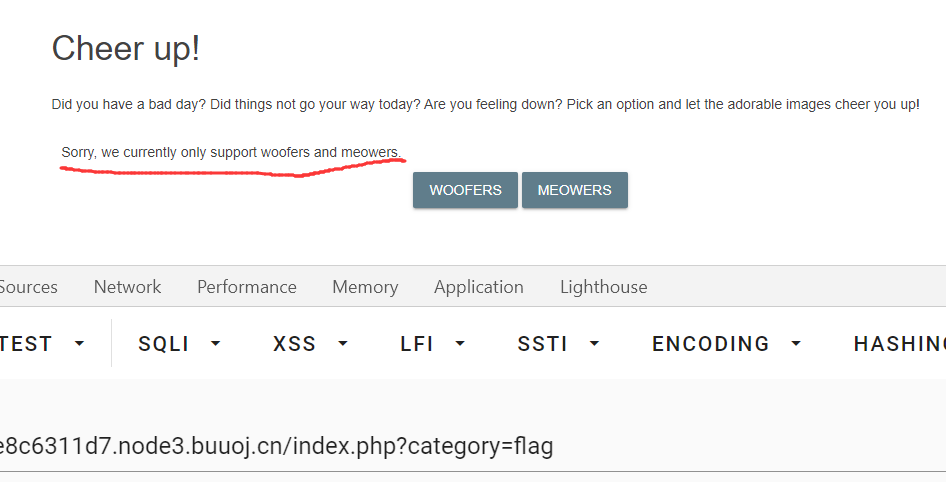 Cheer up!
Did you have a bad day? Did things not go your way today? Are you feeling down? Pick an option and let the adorable images cheer you up!
Sorry, we currently only support woofers and meowers.
WOOFERS MEOWERS
Sources Network Performance Memory Application Lighthouse
TEST SQLI XSS LFI SSTI ENCODING HASHING
e8c6311d7.node3.buuoj.cn/index.php?category=flag